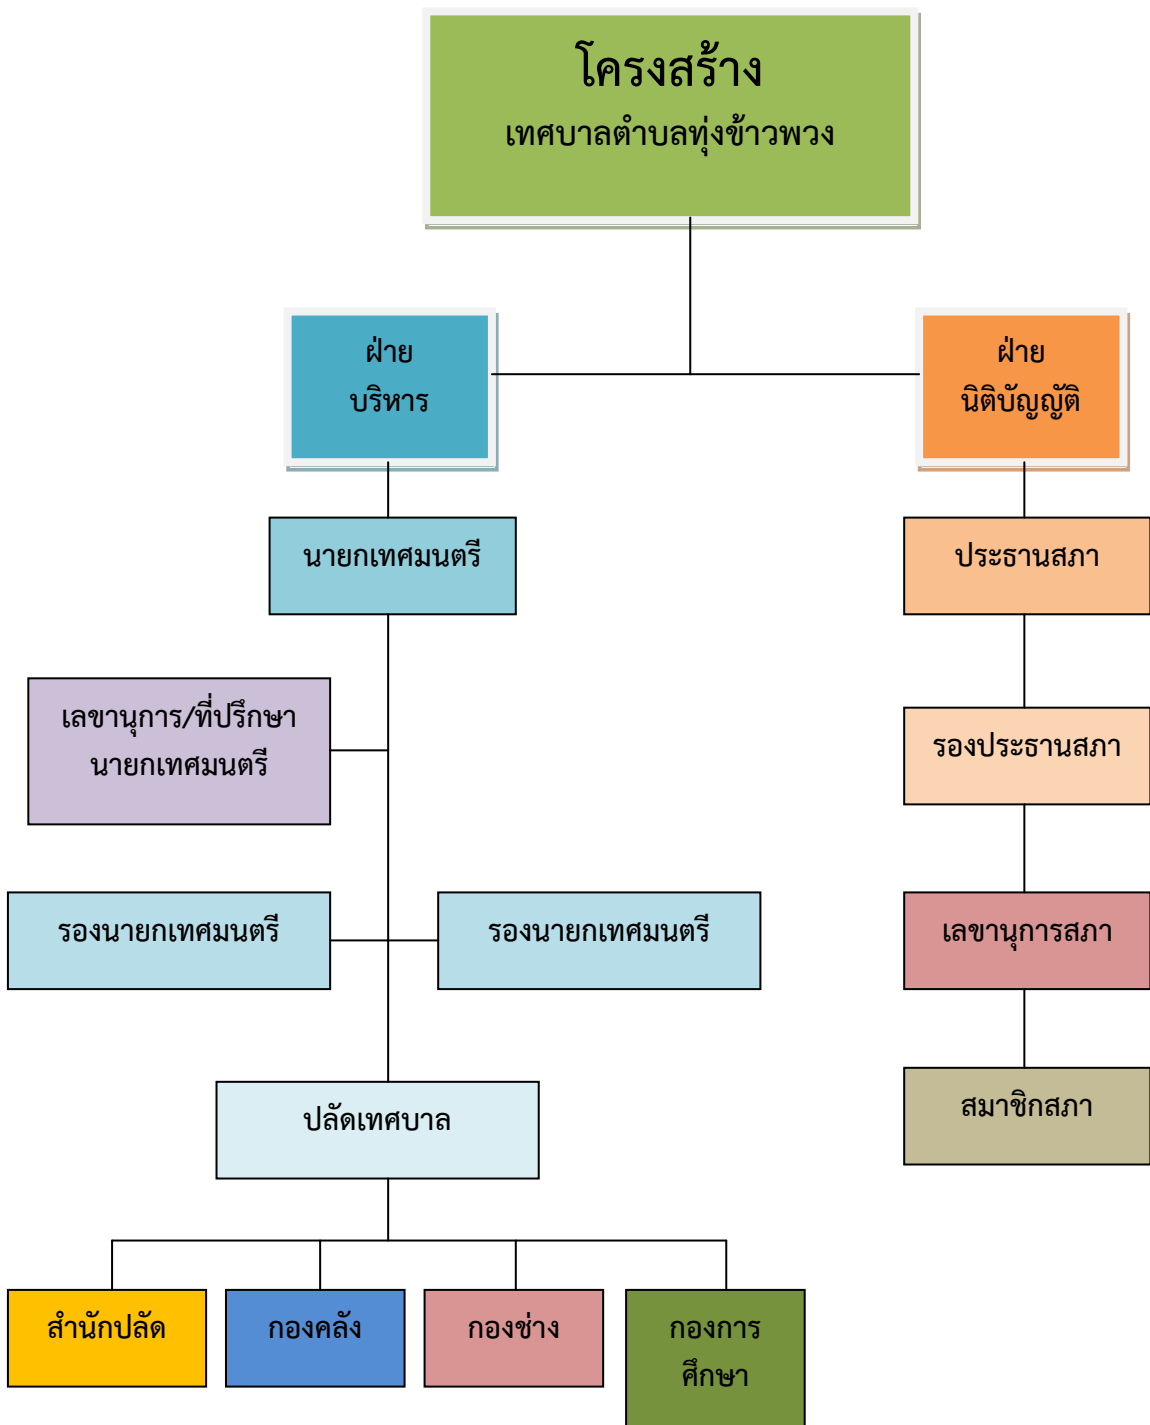 โครงสร้าง
เทศบาลตำบลทุ่งข้าวพวง
ฝ่าย
บริหาร
ฝ่าย
นิติบัญญัติ
นายกเทศมนตรี
ประธานสภา
เลขานุการ/ที่ปรึกษา
นายกเทศมนตรี
รองประธานสภา
รองนายกเทศมนตรี
รองนายกเทศมนตรี
เลขานุการสภา
ปลัดเทศบาล
สมาชิกสภา
สำนักปลัด
กองคลัง
กองช่าง
กองการ
ศึกษา